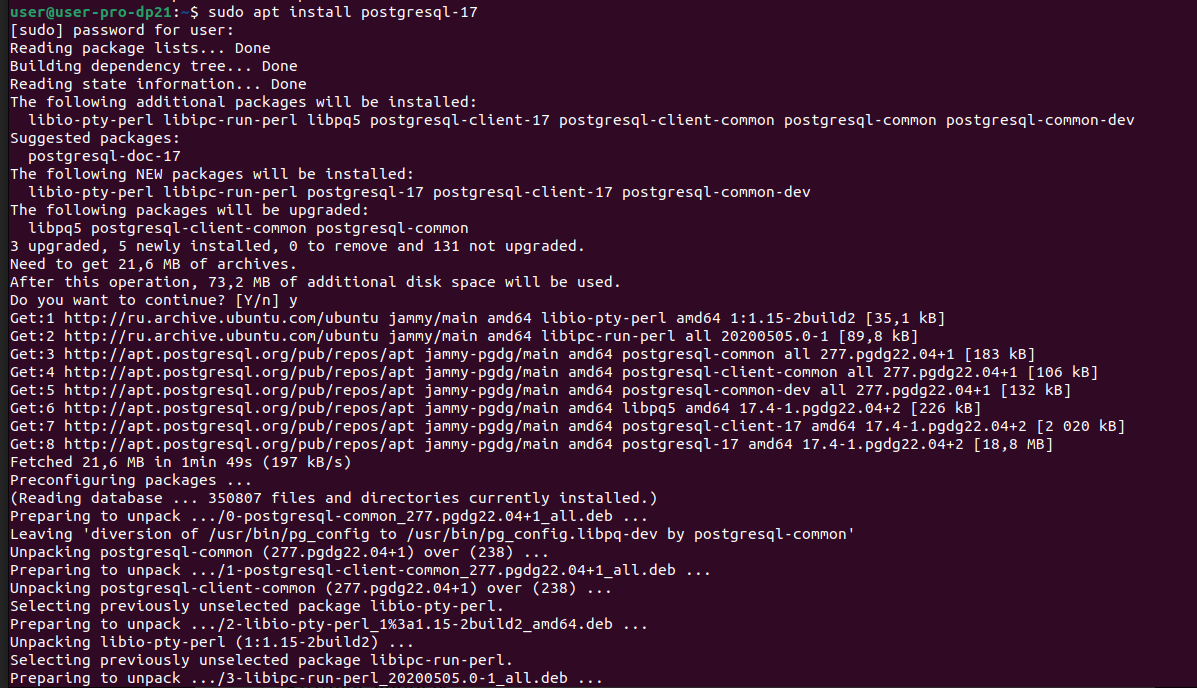 user@user-pro-dp21:~$ sudo apt install postgresql-17
[sudo] password for user:
Reading package lists... Done
Building dependency tree... Done
Reading state information... Done
The following additional packages will be installed:
  libio-pty-perl libipc-run-perl libpq5 postgresql-client-17 postgresql-client-common postgresql-common postgresql-common-dev
Suggested packages:
  postgresql-doc-17
The following NEW packages will be installed:
  libio-pty-perl libipc-run-perl postgresql-17 postgresql-client-17 postgresql-common-dev
The following packages will be upgraded:
  libpq5 postgresql-client-common postgresql-common
3 upgraded, 5 newly installed, 0 to remove and 131 not upgraded.
Need to get 21,6 MB of archives.
After this operation, 73,2 MB of additional disk space will be used.
Do you want to continue? [Y/n] y
Get:1 http://ru.archive.ubuntu.com/ubuntu jammy/main amd64 libio-pty-perl amd64 1:1.15-2build2 [35,1 kB]
Get:2 http://ru.archive.ubuntu.com/ubuntu jammy/main amd64 libipc-run-perl all 20200505.0-1 [89,8 kB]
Get:3 http://apt.postgresql.org/pub/repos/apt jammy-pgdg/main amd64 postgresql-common all 277.pgdg22.04+1 [183 kB]
Get:4 http://apt.postgresql.org/pub/repos/apt jammy-pgdg/main amd64 postgresql-client-common all 277.pgdg22.04+1 [106 kB]
Get:5 http://apt.postgresql.org/pub/repos/apt jammy-pgdg/main amd64 postgresql-common-dev all 277.pgdg22.04+1 [132 kB]
Get:6 http://apt.postgresql.org/pub/repos/apt jammy-pgdg/main amd64 libpq5 amd64 17.4-1.pgdg22.04+2 [226 kB]
Get:7 http://apt.postgresql.org/pub/repos/apt jammy-pgdg/main amd64 postgresql-client-17 amd64 17.4-1.pgdg22.04+2 [2 020 kB]
Get:8 http://apt.postgresql.org/pub/repos/apt jammy-pgdg/main amd64 postgresql-17 amd64 17.4-1.pgdg22.04+2 [18,8 MB]
Fetched 21,6 MB in 1min 49s (197 kB/s)
Preconfiguring packages ...
(Reading database ... 350807 files and directories currently installed.)
Preparing to unpack .../0-postgresql-common_277.pgdg22.04+1_all.deb ...
Leaving 'diversion of /usr/bin/pg_config to /usr/bin/pg_config.libpq-dev by postgresql-common'
Unpacking postgresql-common (277.pgdg22.04+1) over (238) ...
Preparing to unpack .../1-postgresql-client-common_277.pgdg22.04+1_all.deb ...
Unpacking postgresql-client-common (277.pgdg22.04+1) over (238) ...
Selecting previously unselected package libio-pty-perl.
Preparing to unpack .../2-libio-pty-perl_1%3a1.15-2build2_amd64.deb ...
Unpacking libio-pty-perl (1:1.15-2build2) ...
Selecting previously unselected package libipc-run-perl.
Preparing to unpack .../3-libipc-run-perl_20200505.0-1_all.deb ...